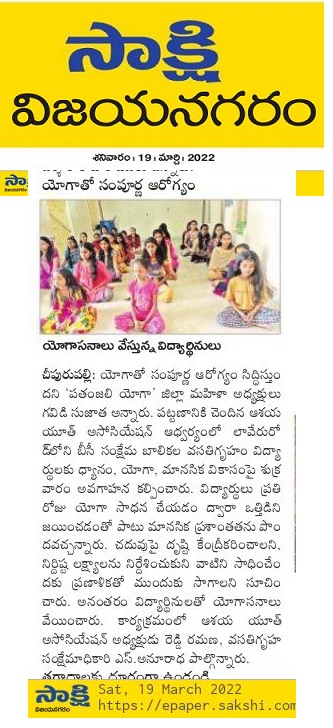 సాక్షి
విజయనగరం
శనివారం 19 మార్చి 2022
సాక్షి
విజయనగరం
యోగాతో సంపూర్ణ ఆరోగ్యం
యోగాసనాలు వేస్తున్న విద్యార్థినులు
చీపురుపల్లి: యోగాతో సంపూర్ణ ఆరోగ్యం సిద్ధిస్తుం
దని 'పతంజలి యోగా' జిల్లా మహిళా అధ్యక్షులు
గవిడి సుజాత అన్నారు. పట్టణానికి చెందిన ఆశయ
యూత్ అసోసియేషన్ ఆధ్వర్యంలో లావేరురో
డ్‌లోని బీసీ సంక్షేమ బాలికల వసతిగృహం విద్యా
ర్థులకు ధ్యానం, యోగా, మానసిక వికాసంపై శుక్ర
వారం అవగాహన కల్పించారు. విద్యార్థులు ప్రతి
రోజు యోగా సాధన చేయడం ద్వారా ఒత్తిడిని
జయించడంతో పాటు మానసిక ప్రశాంతతను పొం
దవచ్చన్నారు. చదువుపై దృష్టి కేంద్రీకరించాలని,
నిర్దిష్ట లక్ష్యాలను నిర్దేశించుకుని వాటిని సాధించేం
దకు ప్రణాళికతో ముందుకు సాగాలని సూచిం
చారు. అనంతరం విద్యార్థినులతో యోగాసనాలు
వేయించారు. కార్యక్రమంలో ఆశయ యూత్
అసోసియేషన్ అధ్యక్షుడు రెడ్డి రమణ, వసతిగృహ
సంక్షేమాధికారి ఎస్.అనూరాధ పాల్గొన్నారు.
సాక్షి
విజయనగరం
Sat, 19 March 2022
https://epaper.sakshi.com